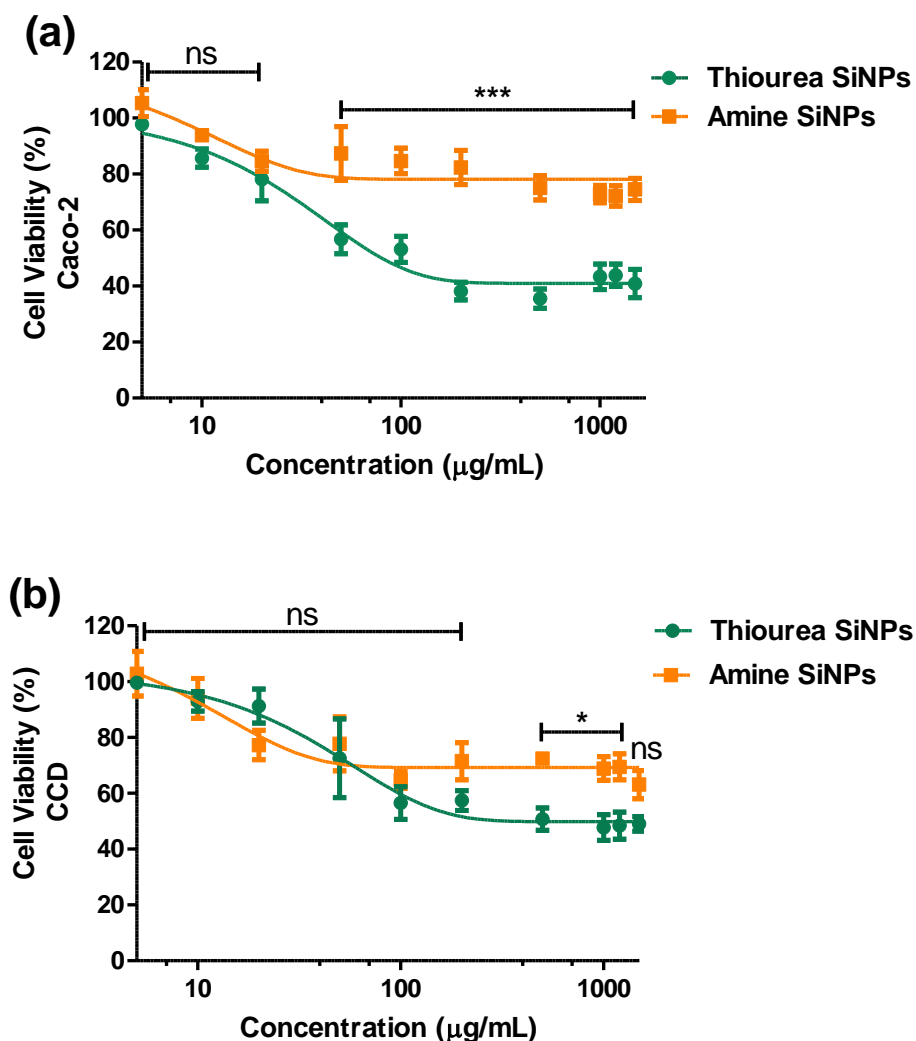 (a)
ns
***
Thiourea SiNPs
Amine SiNPs
120
100
80
60
40
20
0
Cell Viability (%)
Caco-2
10
100
1000
Concentration (μg/mL)
(b)
ns
*
ns
Thiourea SiNPs
Amine SiNPs
120
100
80
60
40
20
0
Cell Viability (%)
CCD
10
100
1000
Concentration (μg/mL)